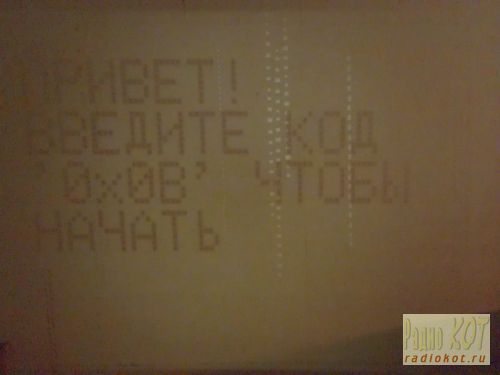 ПРИВЕТ!
ВВЕДИТЕ КОД
'0x0B' ЧТОБЫ
НАЧАТЬ
Радио КОТ
radiokot.ru